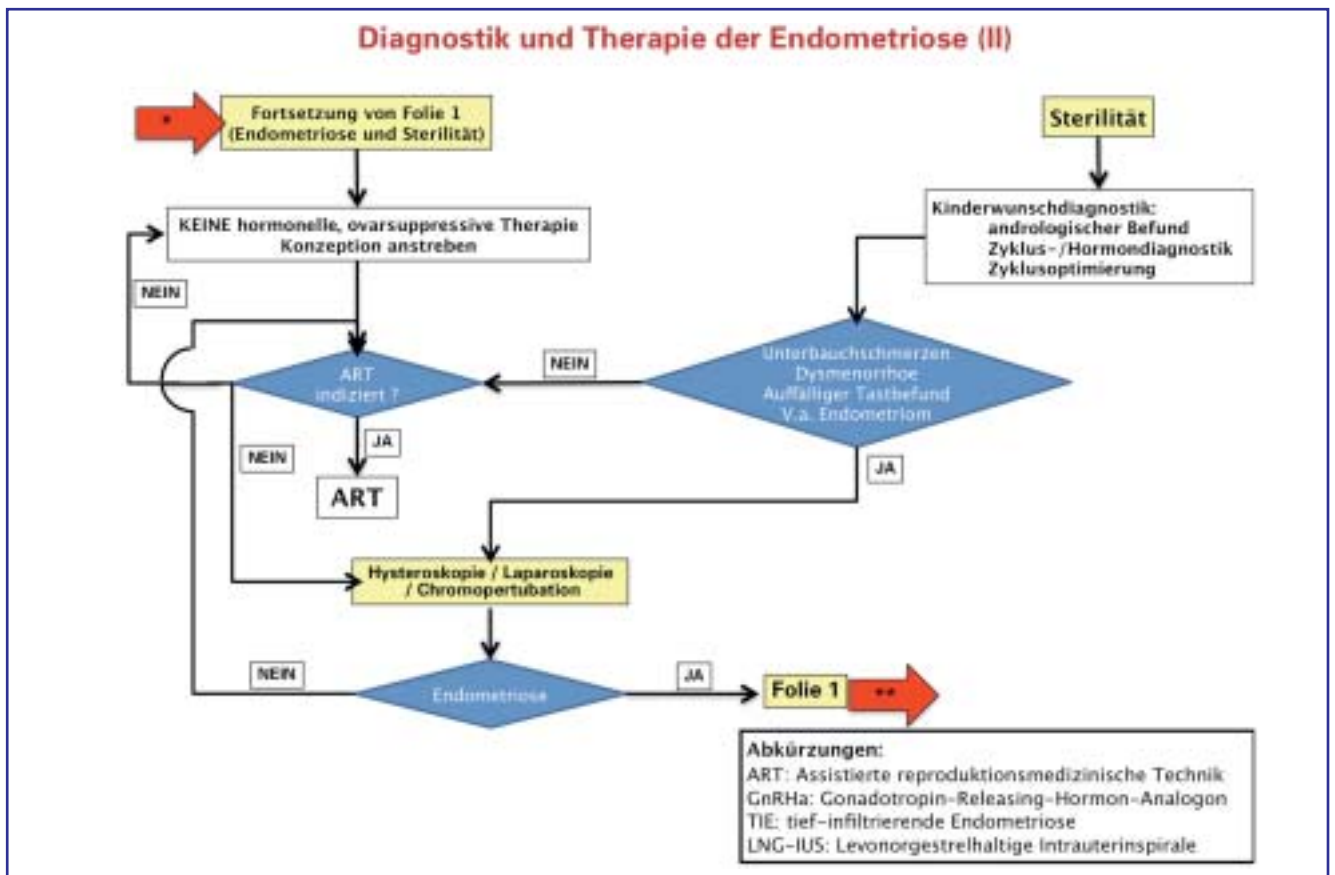 Diagnostik und Therapie der Endometriose (II)
*
Fortsetzung von Folie 1
(Endometriose und Sterilität)
Sterilität
KEINE hormonelle, ovarsuppressive Therapie
Konzeption anstreben
Kinderwunschdiagnostik:
andrologischer Befund
Zyklus-/Hormondiagnostik
Zyklusoptimierung
NEIN
ART
indiziert ?
NEIN
Unterbauchschmerzen
Dysmenorrhoe
Auffälliger Tastbefund
V.a. Endometriom
JA
NEIN
JA
ART
Hysteroskopie / Laparoskopie
/ Chromopertubation
NEIN
Endometriose
JA
Folie 1
**
Abkürzungen:
ART: Assistierte reproduktionsmedizinische Technik
GnRHa: Gonadotropin-Releasing-Hormon-Analogon
TIE: tief-infiltrierende Endometriose
LNG-IUS: Levonorgestrelhaltige Intrauterinspirale